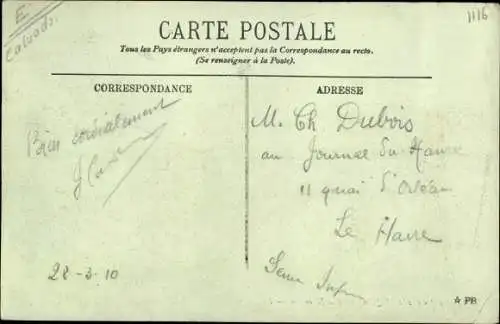 E
Calvados.
1116
CARTE POSTALE
Tous les Pays étrangers n'acceptent pas la Correspondance au recto.
(Se renseigner à la Poste).
CORRESPONDANCE
ADRESSE
Bien cordialement
28-3-10
M. Ch Dubois
au Journal du Havre
11 quai d'Orléans
Le Havre
Seine Infre
☆ PB